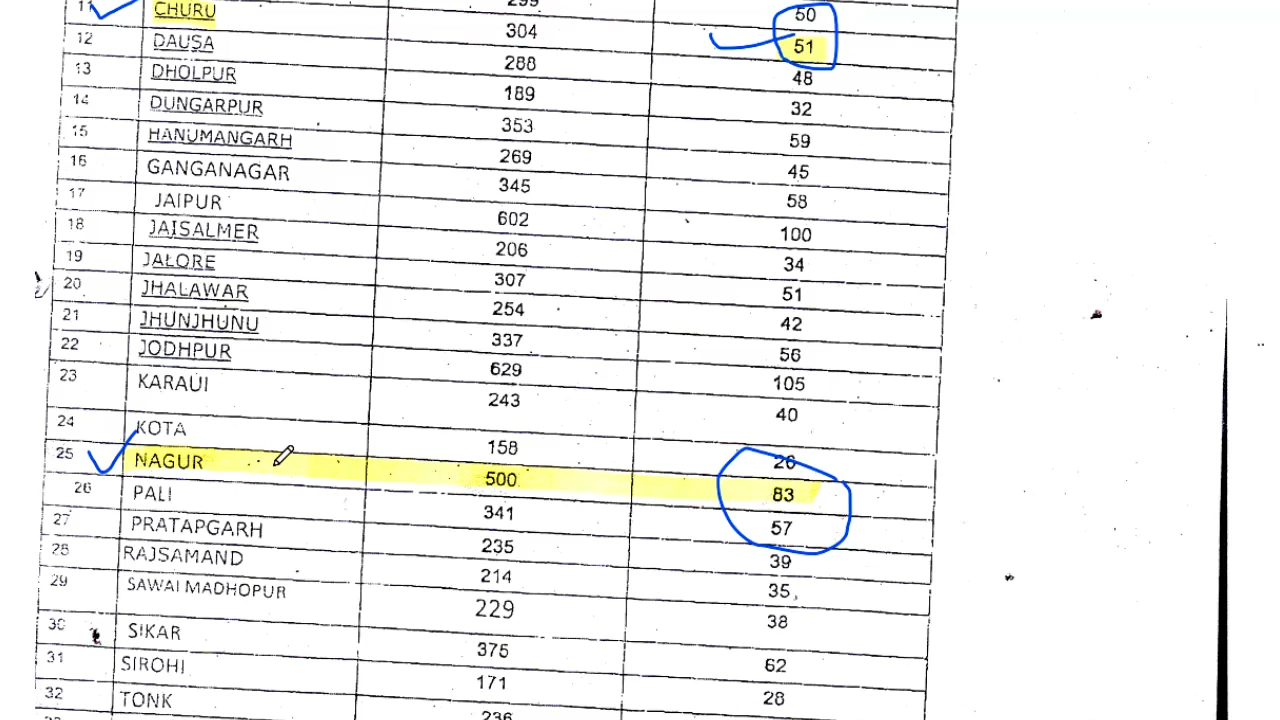 299 50
11 CHURU 304 51
12 DAUSA 288 48
13 DHOLPUR 189 32
14 DUNGARPUR 353 59
15 HANUMANGARH 269 45
16 GANGANAGAR 345 58
17 JAIPUR 602 100
18 JAISALMER 206 34
19 JALORE 307 51
20 JHALAWAR 254 42
21 JHUNJHUNU 337 56
22 JODHPUR 629 105
23 KARAUI 243 40
24 KOTA 158 26
25 NAGUR 500 83
26 PALI 341 57
27 PRATAPGARH 235 39
28 RAJSAMAND 214 35
29 SAWAI MADHOPUR 229 38
30 SIKAR 375 62
31 SIROHI 171 28
32 TONK 236